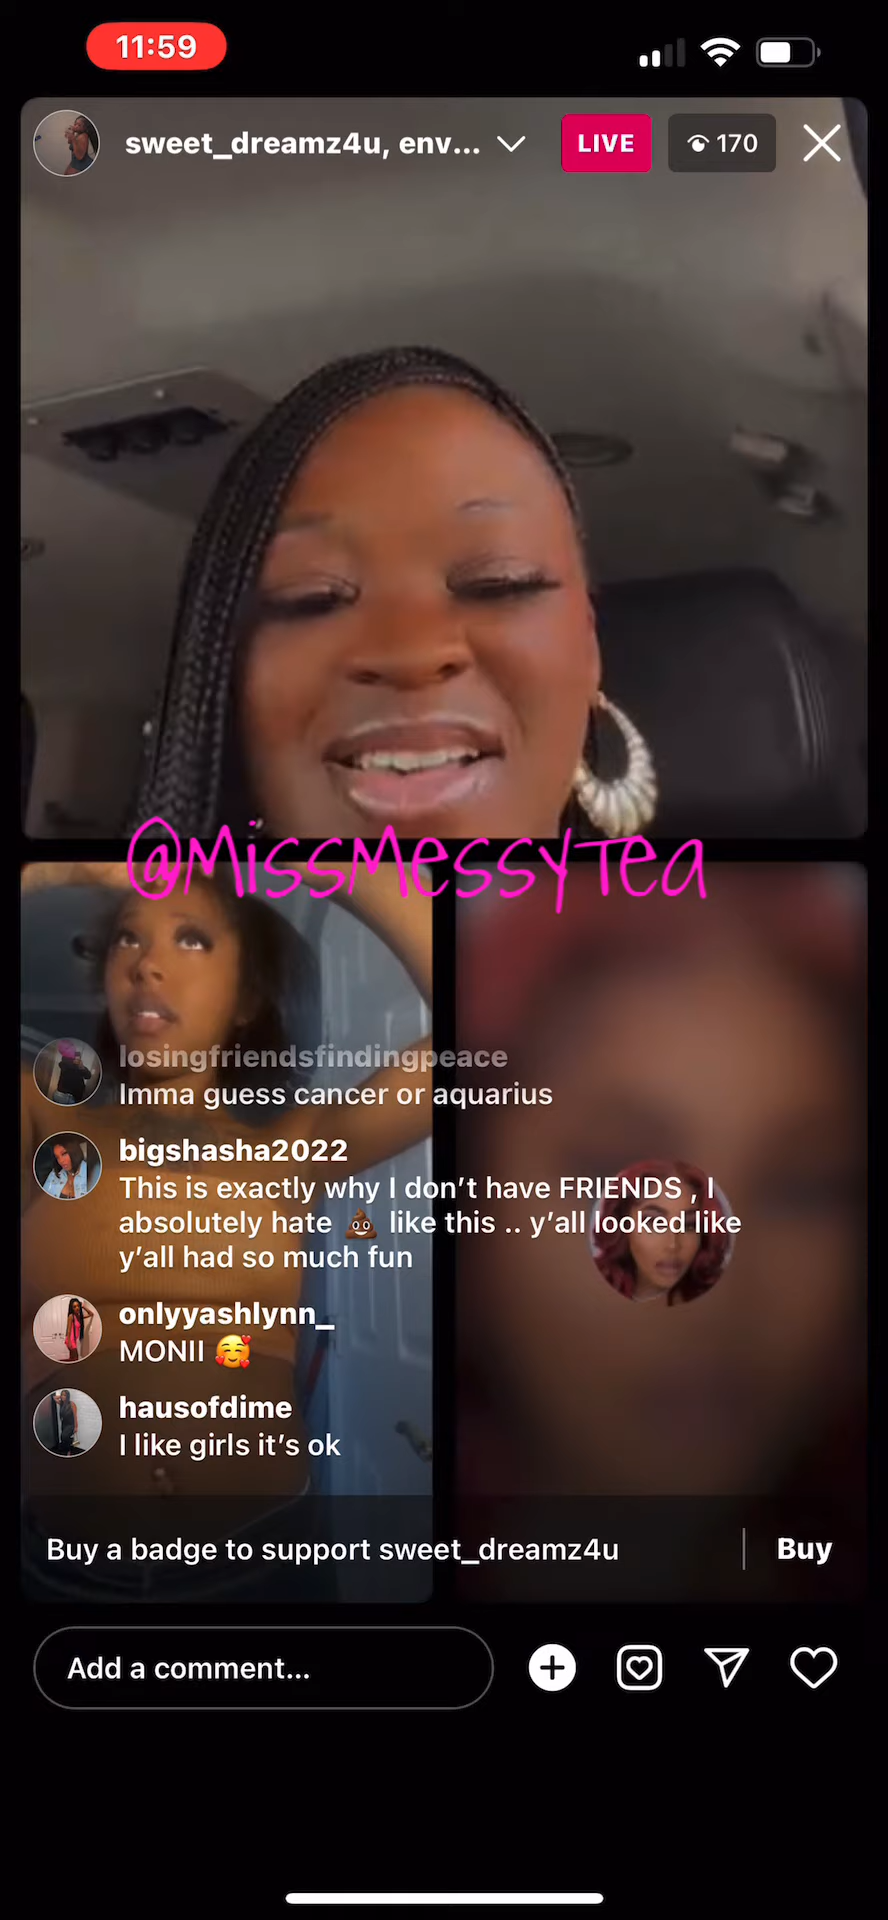 11:59
sweet_dreamz4u, env...
LIVE
170
@MissMessyTea
losingfriendsfindingpeace
Imma guess cancer or aquarius
bigshasha2022
This is exactly why I don't have FRIENDS , I
absolutely hate 💩 like this .. y'all looked like
y'all had so much fun
onlyyashlynn_
MONII 🥰
hausofdime
I like girls it's ok
Buy a badge to support sweet_dreamz4u
Buy
Add a comment...